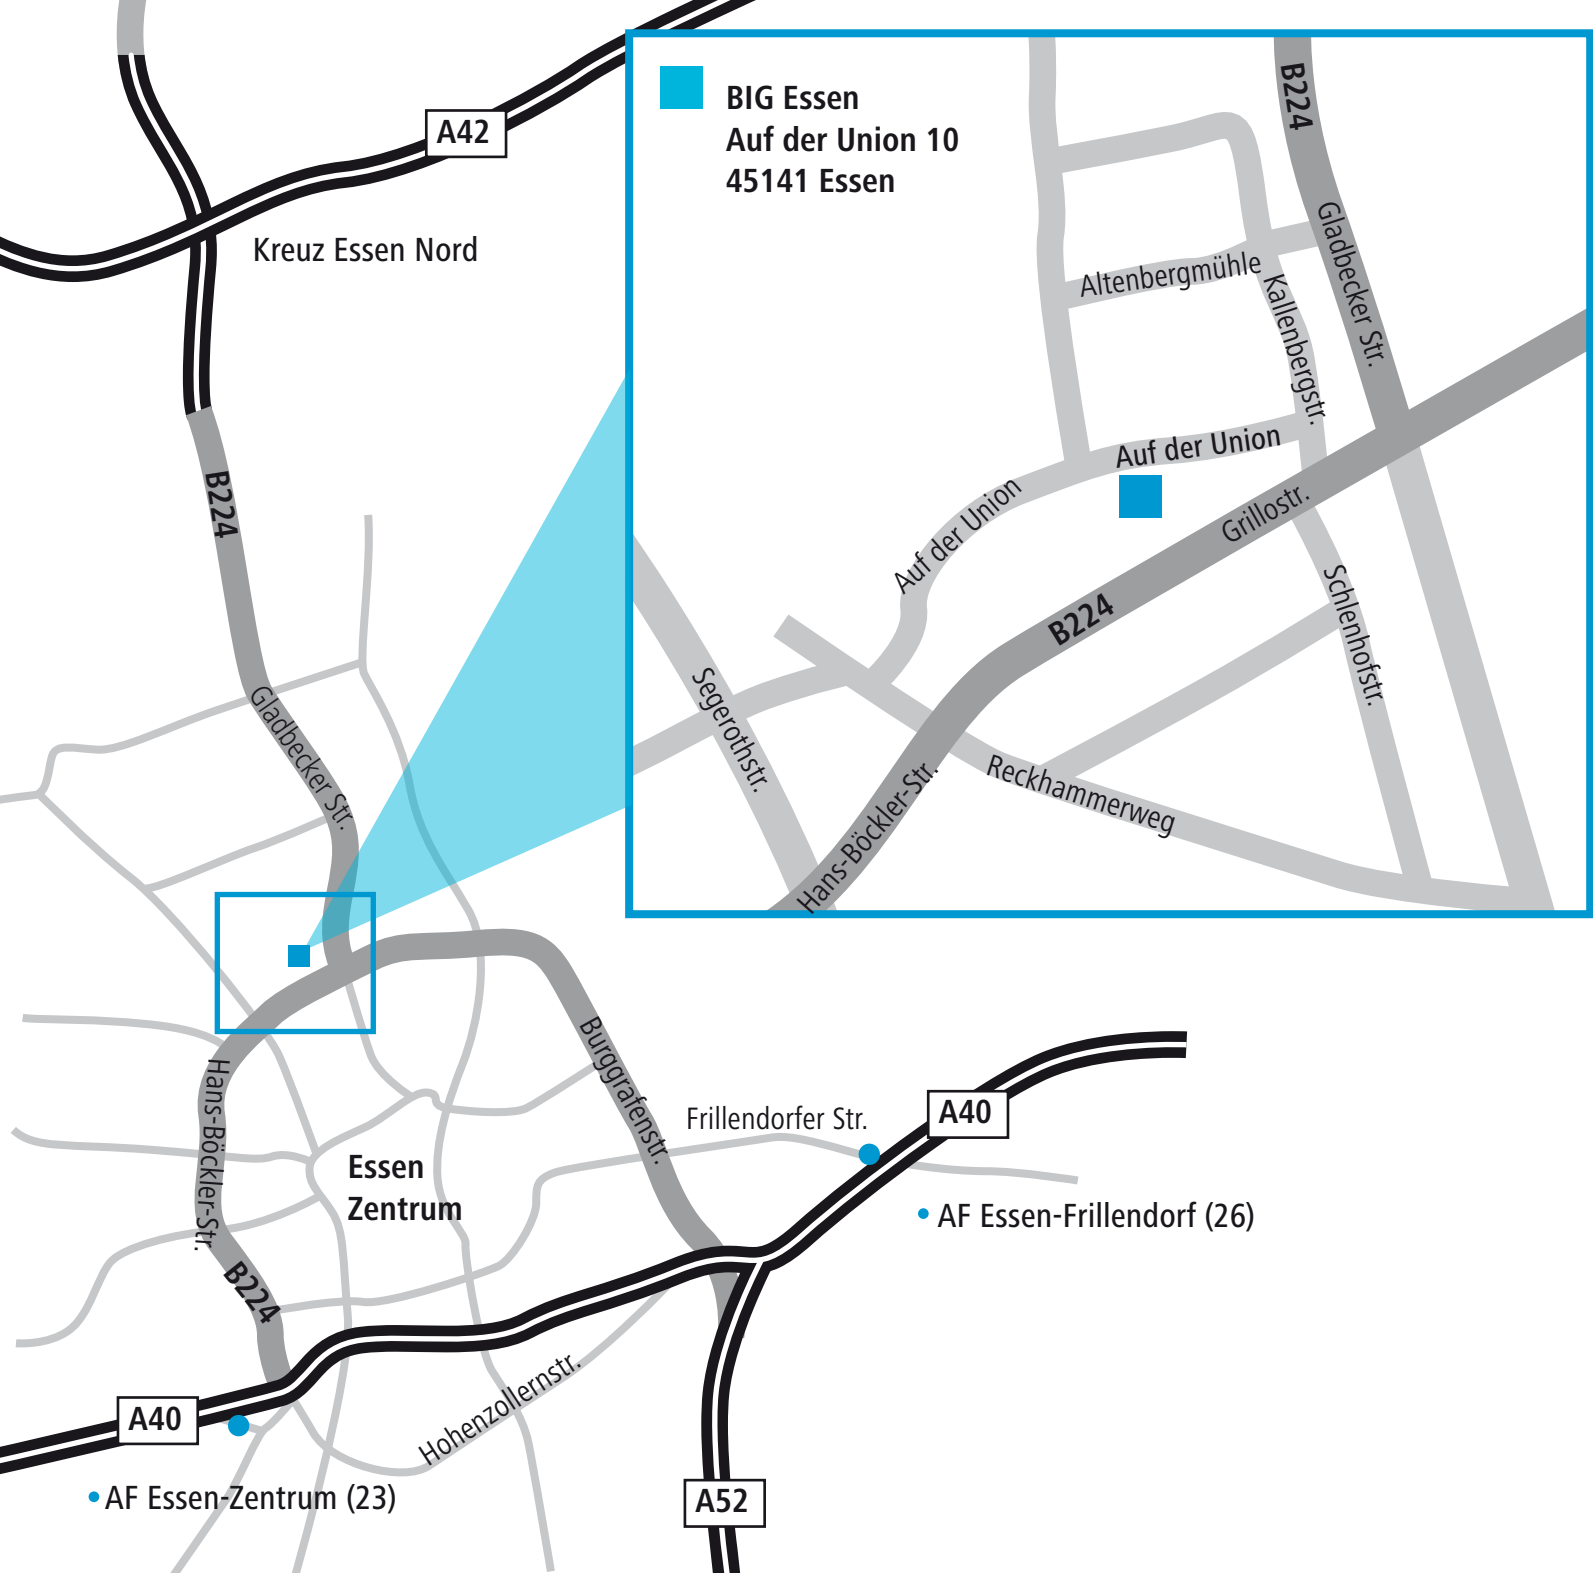 A42
Kreuz Essen Nord
B224
Gladbecker Str.
BIG Essen
Auf der Union 10
45141 Essen
B224
Gladbecker Str.
Altenbergmühle
Kallenbergstr.
Auf der Union
Auf der Union
Grillostr.
B224
Schlenhofstr.
Segerothstr.
Hans-Böckler-Str.
Reckhammerweg
Hans-Böckler-Str.
B224
Burggrafenstr.
Essen
Zentrum
Frillendorfer Str.
A40
AF Essen-Frillendorf (26)
Hohenzollernstr.
A40
AF Essen-Zentrum (23)
A52